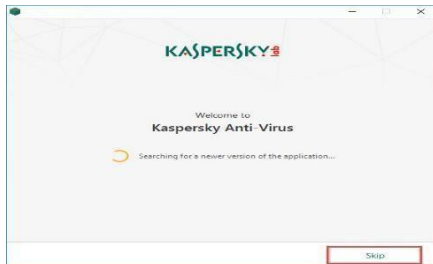 KASPERSKY lab
Welcome to
Kaspersky Anti-Virus
Searching for a newer version of the application...
Skip